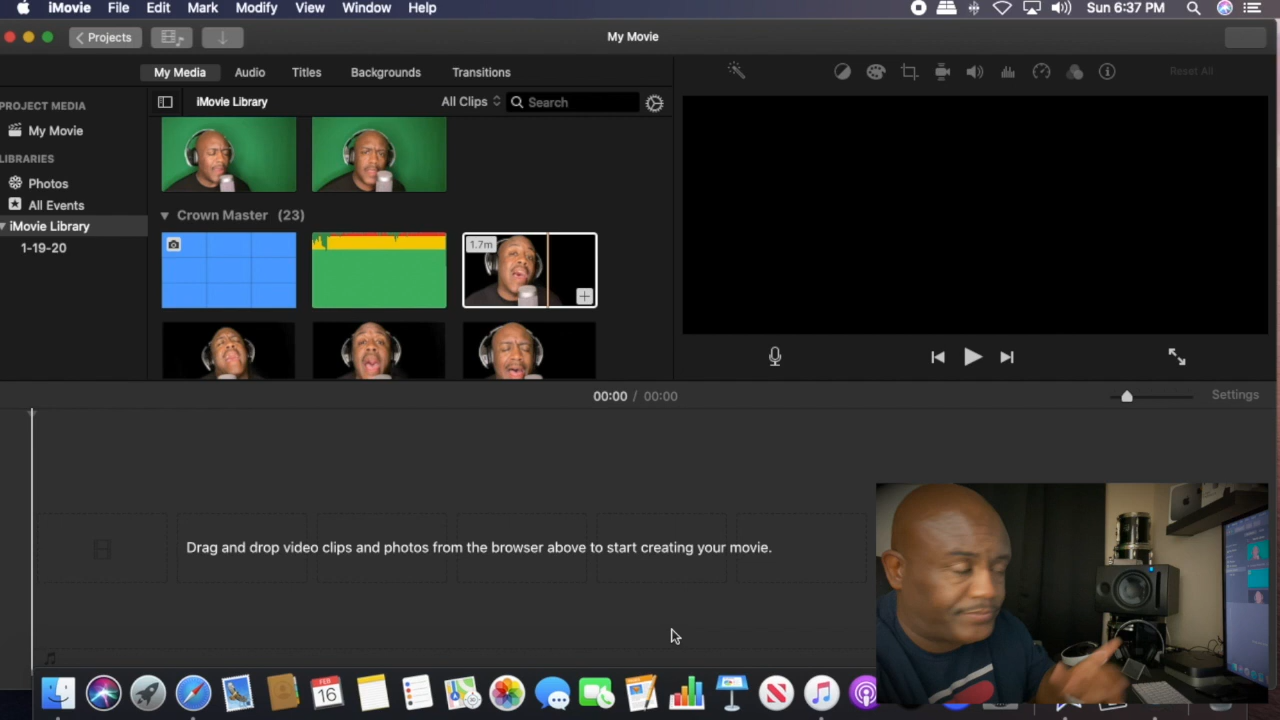 iMovie File Edit Mark Modify View Window Help Sun 6:37 PM
Projects My Movie
My Media Audio Titles Backgrounds Transitions Reset All
PROJECT MEDIA iMovie Library All Clips Search
My Movie
LIBRARIES
Photos
All Events
iMovie Library
1-19-20
Crown Master (23)
1.7m
00:00 / 00:00 Settings
Drag and drop video clips and photos from the browser above to start creating your movie.
FEB
16